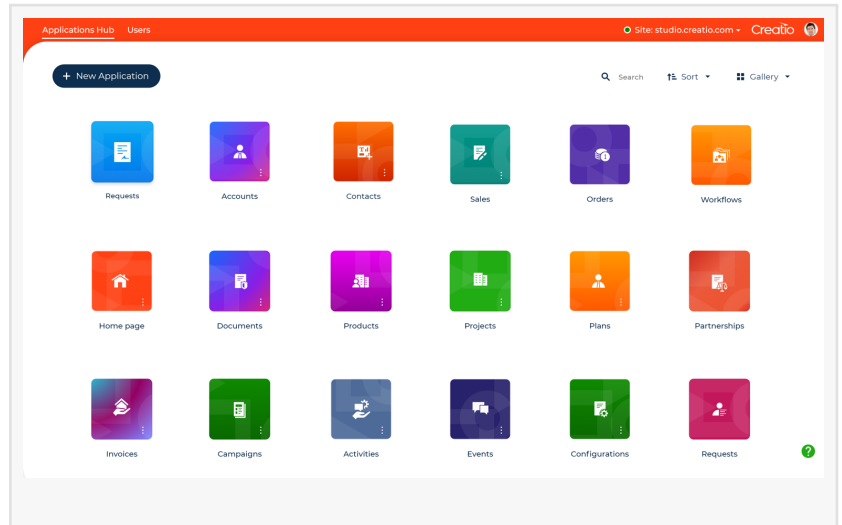 Applications Hub Users Site: studio.creatio.com Creatio
+ New Application Search Sort Gallery
Requests Accounts Contacts Sales Orders Workflows
Home page Documents Products Projects Plans Partnerships
Invoices Campaigns Activities Events Configurations Requests
?